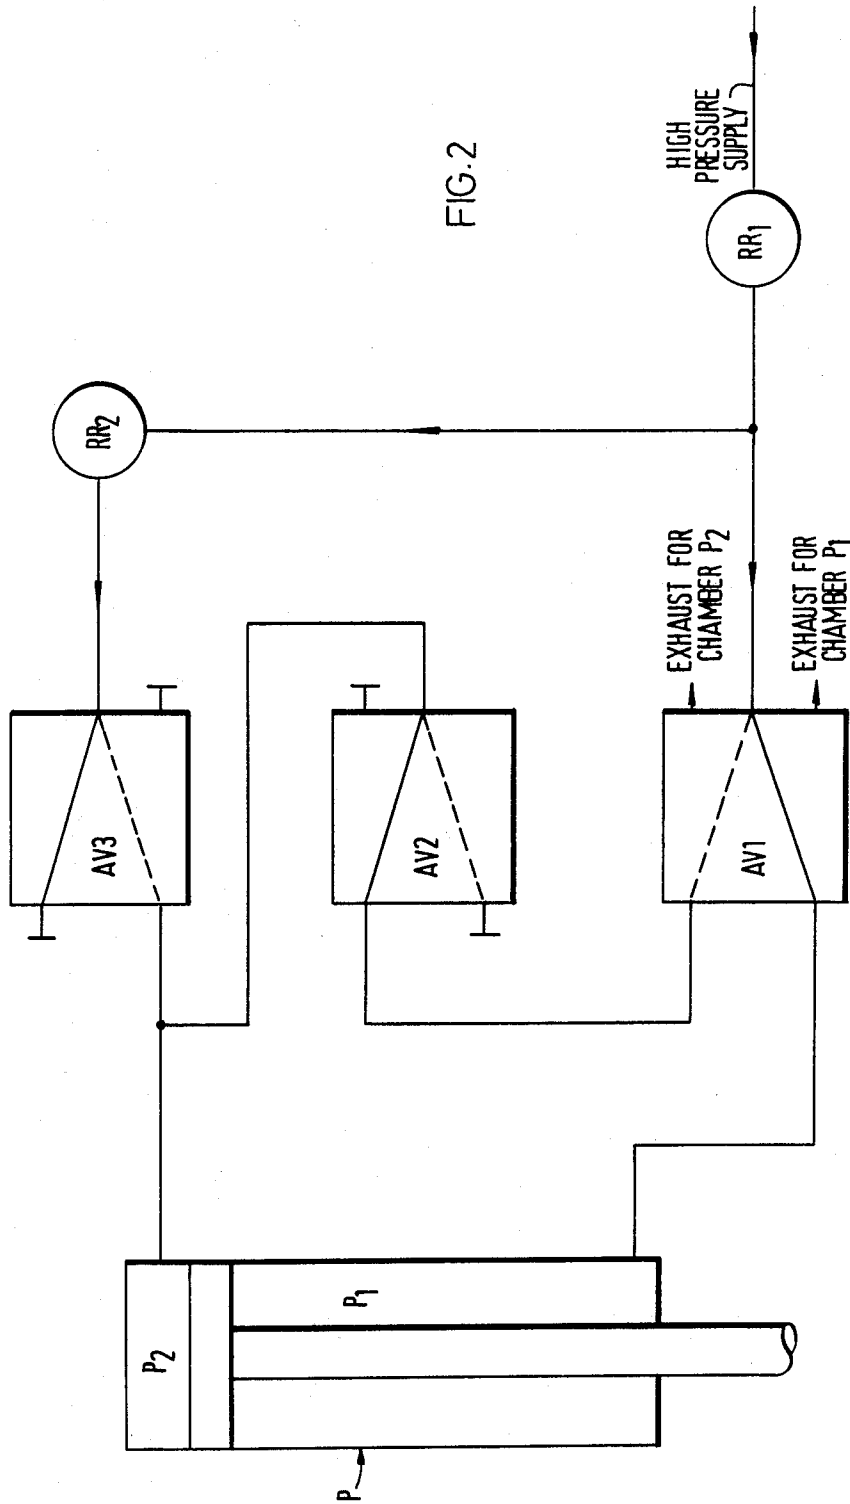 FIG.2
HIGH
PRESSURE
SUPPLY
RR1
RR2
EXHAUST FOR
CHAMBER P2
EXHAUST FOR
CHAMBER P1
AV3
AV2
AV1
P2
P1
P